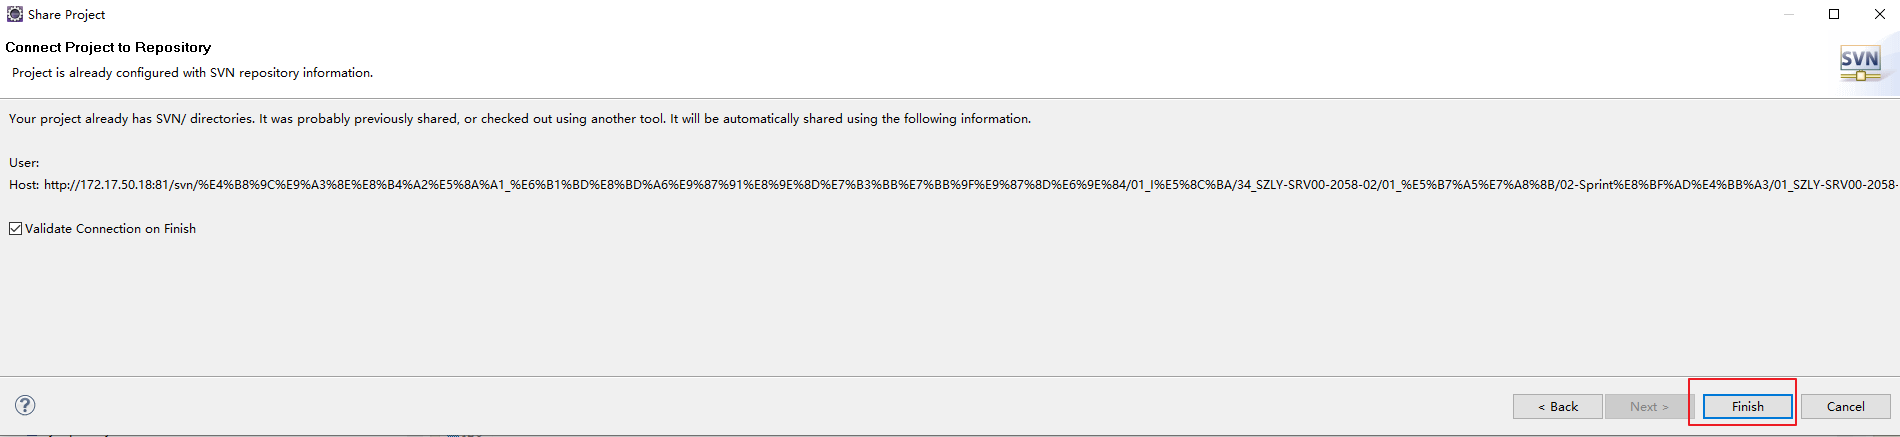 Share Project
Connect Project to Repository
Project is already configured with SVN repository information.
SVN
Your project already has SVN/ directories. It was probably previously shared, or checked out using another tool. It will be automatically shared using the following information.
User:
Host: http://172.17.50.18:81/svn/%E4%B8%9C%E9%A3%8E%E8%B4%A2%E5%8A%A1_%E6%B1%BD%E8%BD%A6%E9%87%91%E8%9E%8D%E7%B3%BB%E7%BB%9F%E9%87%8D%E6%9E%84/01_I%E5%8C%BA/34_SZLY-SRV00-2058-02/01_%E5%B7%A5%E7%A8%8B/02-Sprint%E8%BF%AD%E4%BB%A3/01_SZLY-SRV00-2058-
Validate Connection on Finish
< Back
Next >
Finish
Cancel